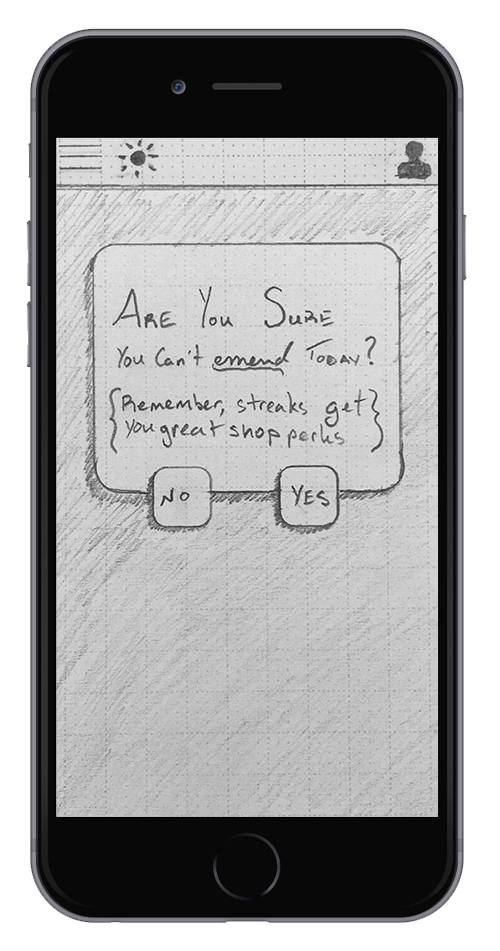 ARE YOU SURE
You Can't emend TODAY?
{Remember, streaks get}
{you great shop perks}
NO YES